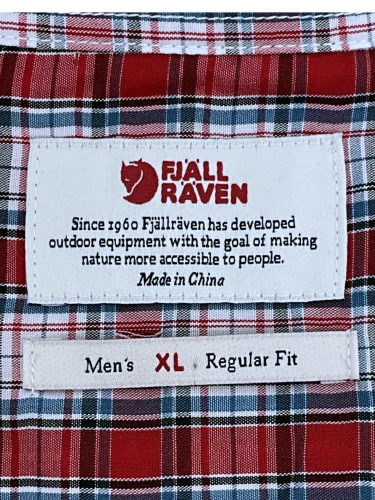 FJÄLL
RÄVEN
Since 1960 Fjällräven has developed
outdoor equipment with the goal of making
nature more accessible to people.
Made in China
Men's XL Regular Fit